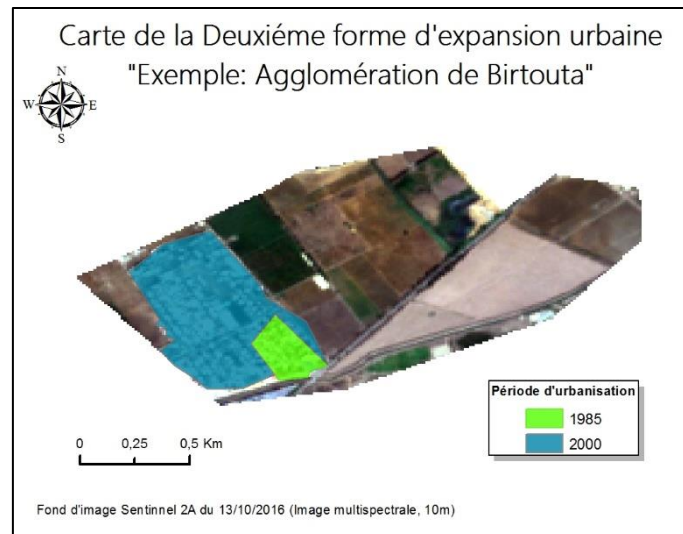 Carte de la Deuxiéme forme d'expansion urbaine
"Exemple: Agglomération de Birtouta"
N
W E
S
Période d'urbanisation
1985
2000
0 0,25 0,5 Km
Fond d'image Sentinnel 2A du 13/10/2016 (Image multispectrale, 10m)